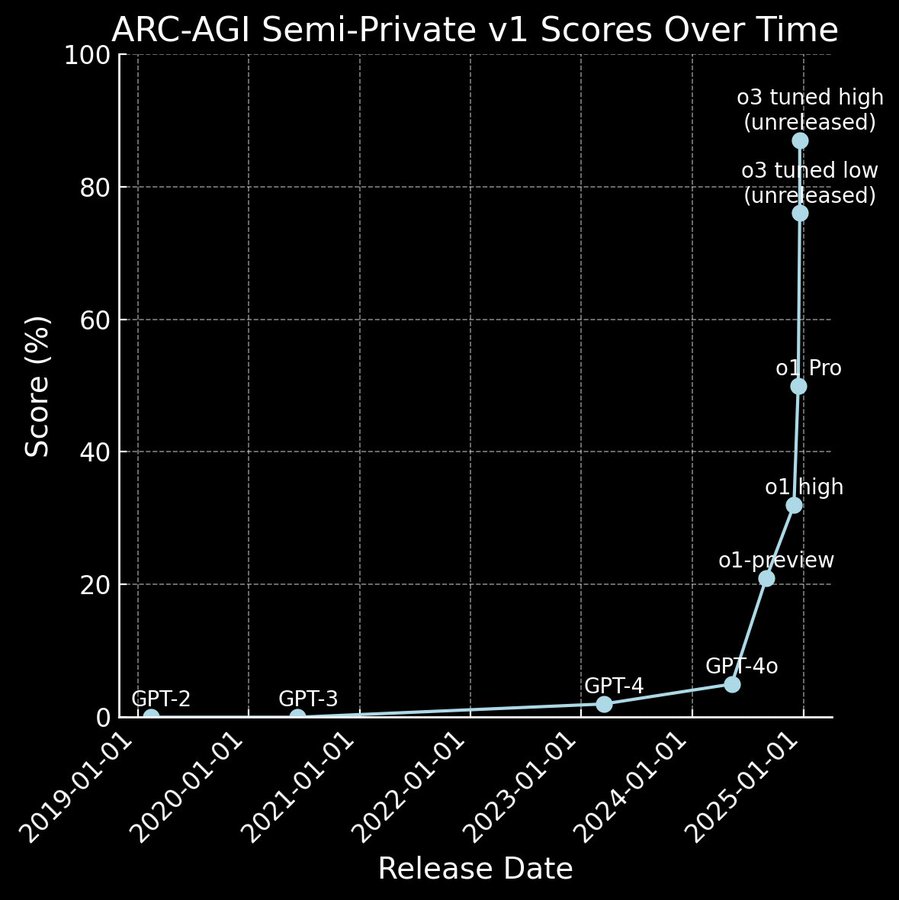 ARC-AGI Semi-Private v1 Scores Over Time
100
80
60
40
20
0
Score (%)
o3 tuned high
(unreleased)
o3 tuned low
(unreleased)
o1 Pro
o1 high
o1-preview
GPT-4o
GPT-4
GPT-3
GPT-2
2019-01-01
2020-01-01
2021-01-01
2022-01-01
2023-01-01
2024-01-01
2025-01-01
Release Date